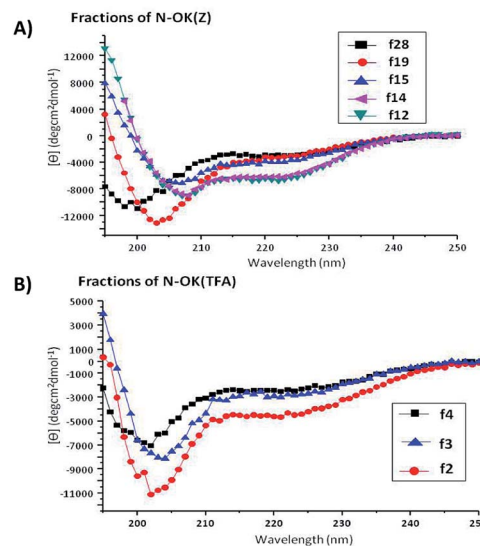 A)
Fractions of N-OK(Z)
f28
f19
f15
f14
f12
[θ] (degcm²dmol⁻¹)
12000
8000
4000
0
-4000
-8000
-12000
200 210 220 230 240 250
Wavelength (nm)
B)
Fractions of N-OK(TFA)
[θ] (degcm²dmol⁻¹)
5000
3000
1000
-1000
-3000
-5000
-7000
-9000
-11000
f4
f3
f2
200 210 220 230 240 250
Wavelength (nm)